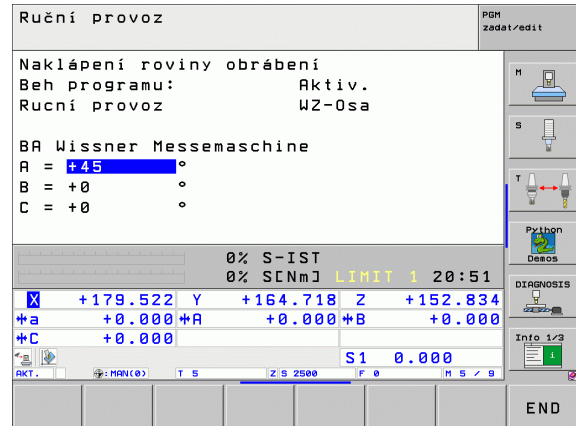 Ruční provoz
PGM
zadat/edit
Naklápení roviny obrábení
Beh programu: Aktiv.
Rucní provoz WZ-Osa
BA Wissner Messemaschine
A = +45 °
B = +0 °
C = +0 °
0% S-IST
0% S[Nm] LIMIT 1 20:51
X +179.522 Y +164.718 Z +152.834
a +0.000 A +0.000 B +0.000
C +0.000
S1 0.000
AKT. : MAN(0) T 5 Z S 2500 F 0 M 5 / 9
M
S
T
Python
Demos
DIAGNOSIS
Info 1/3
i
END